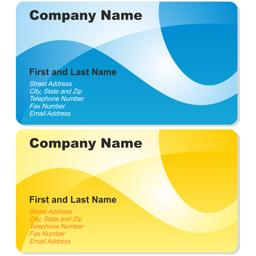 Company Name
First and Last Name
Street Address
City, State and Zip
Telephone Number
Fax Number
Email Address
Company Name
First and Last Name
Street Address
City, State and Zip
Telephone Number
Fax Number
Email Address